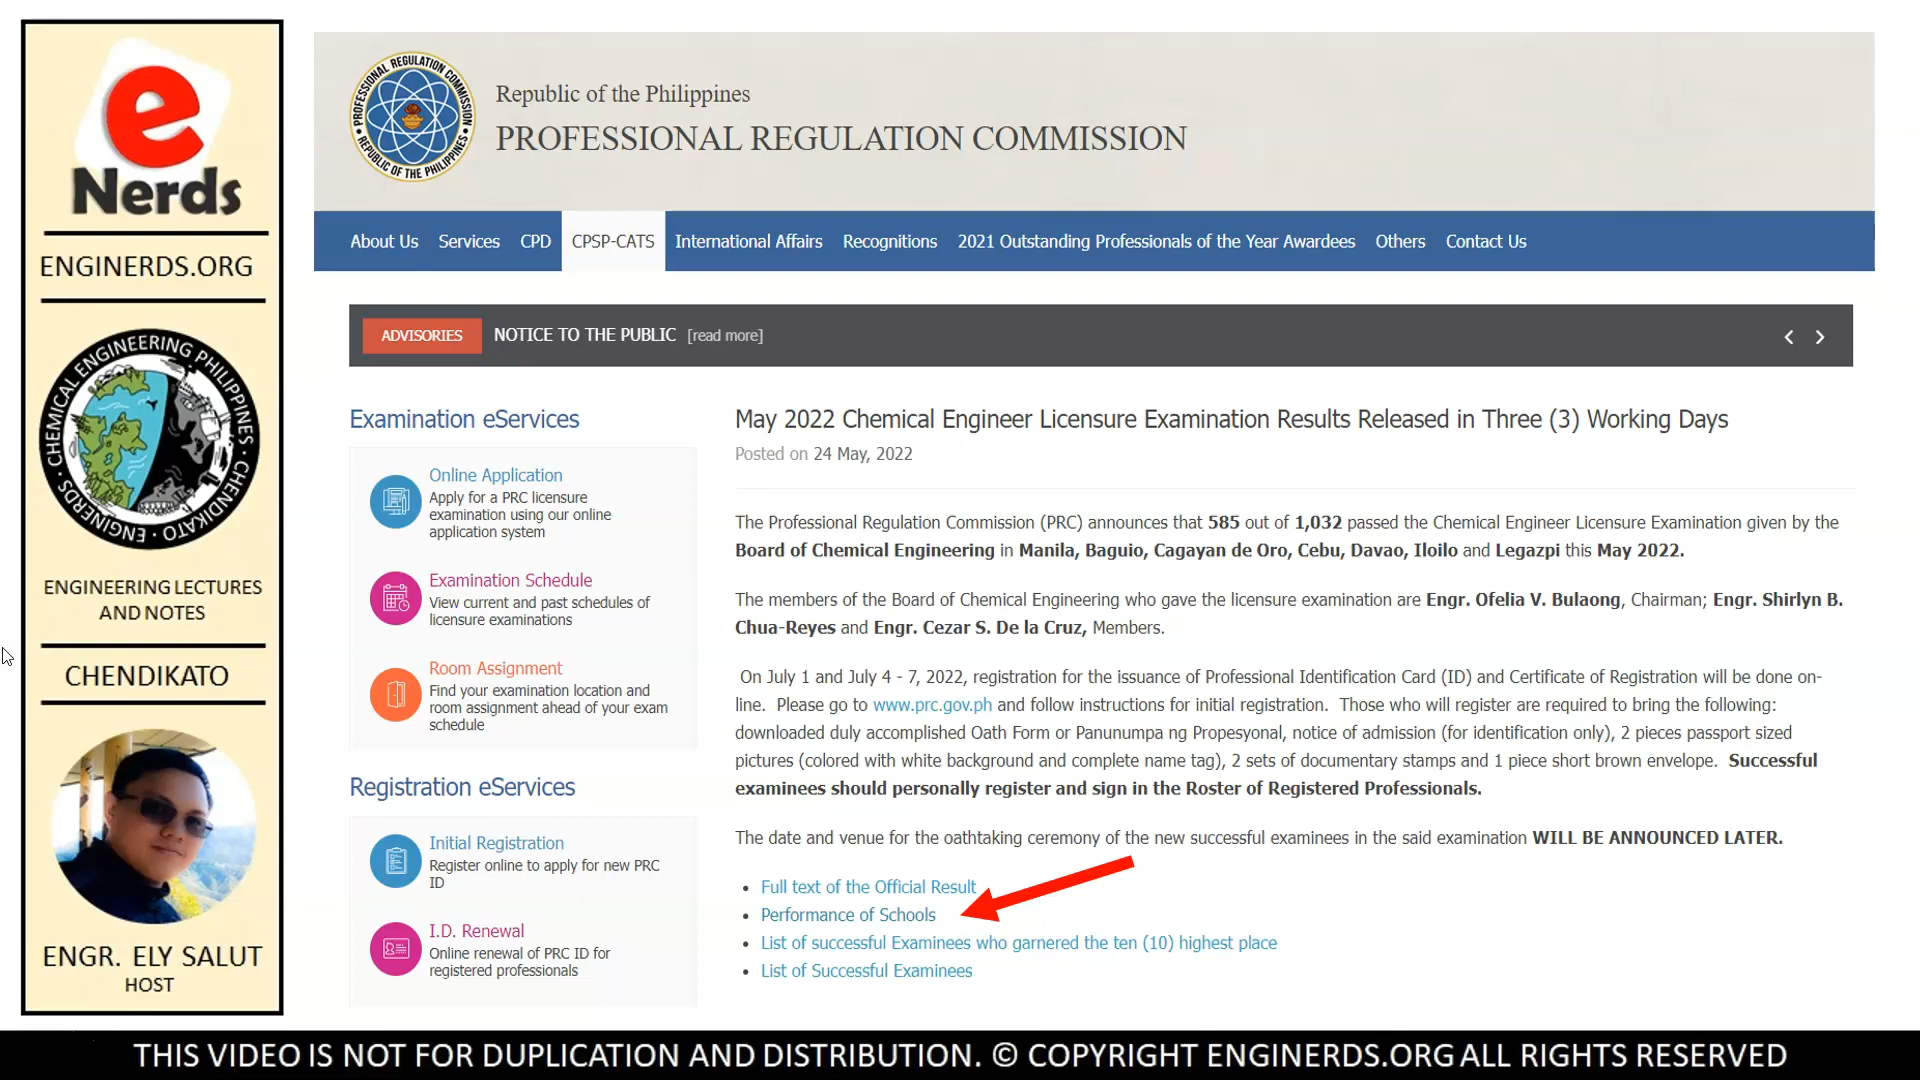 e
Nerds
ENGINERDS.ORG
CHEMICAL ENGINEERING PHILIPPINES
CHENDIKATO ENGINERDS
ENGINEERING LECTURES
AND NOTES
CHENDIKATO
ENGR. ELY SALUT
HOST
PROFESSIONAL REGULATION COMMISSION
REPUBLIC OF THE PHILIPPINES
Republic of the Philippines
PROFESSIONAL REGULATION COMMISSION
About Us Services CPD CPSP-CATS International Affairs Recognitions 2021 Outstanding Professionals of the Year Awardees Others Contact Us
ADVISORIES NOTICE TO THE PUBLIC [read more]
Examination eServices
Online Application
Apply for a PRC licensure
examination using our online
application system
Examination Schedule
View current and past schedules of
licensure examinations
Room Assignment
Find your examination location and
room assignment ahead of your exam
schedule
Registration eServices
Initial Registration
Register online to apply for new PRC
ID
I.D. Renewal
Online renewal of PRC ID for
registered professionals
May 2022 Chemical Engineer Licensure Examination Results Released in Three (3) Working Days
Posted on 24 May, 2022
The Professional Regulation Commission (PRC) announces that 585 out of 1,032 passed the Chemical Engineer Licensure Examination given by the
Board of Chemical Engineering in Manila, Baguio, Cagayan de Oro, Cebu, Davao, Iloilo and Legazpi this May 2022.
The members of the Board of Chemical Engineering who gave the licensure examination are Engr. Ofelia V. Bulaong, Chairman; Engr. Shirlyn B.
Chua-Reyes and Engr. Cezar S. De la Cruz, Members.
On July 1 and July 4 - 7, 2022, registration for the issuance of Professional Identification Card (ID) and Certificate of Registration will be done on-
line. Please go to www.prc.gov.ph and follow instructions for initial registration. Those who will register are required to bring the following:
downloaded duly accomplished Oath Form or Panunumpa ng Propesyonal, notice of admission (for identification only), 2 pieces passport sized
pictures (colored with white background and complete name tag), 2 sets of documentary stamps and 1 piece short brown envelope. Successful
examinees should personally register and sign in the Roster of Registered Professionals.
The date and venue for the oathtaking ceremony of the new successful examinees in the said examination WILL BE ANNOUNCED LATER.
• Full text of the Official Result
• Performance of Schools
• List of successful Examinees who garnered the ten (10) highest place
• List of Successful Examinees
THIS VIDEO IS NOT FOR DUPLICATION AND DISTRIBUTION. © COPYRIGHT ENGINERDS.ORG ALL RIGHTS RESERVED